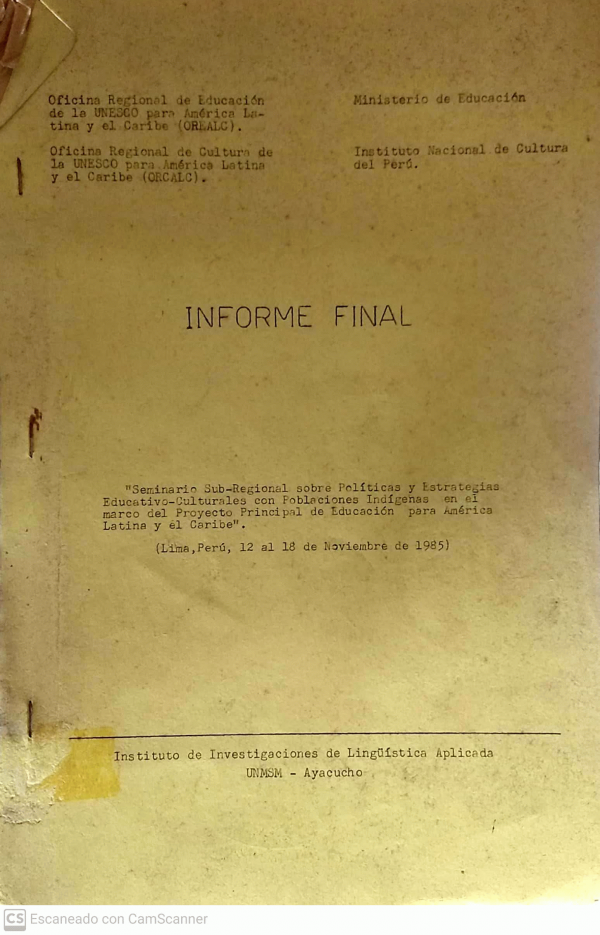 Oficina Regional de Educación
de la UNESCO para América La-
tina y el Caribe (OREALC).
Ministerio de Educación
Oficina Regional de Cultura de
la UNESCO para América Latina
y el Caribe (ORCALC).
Instituto Nacional de Cultura
del Perú.
INFORME FINAL
"Seminario Sub-Regional sobre Políticas y Estrategias
Educativo-Culturales con Poblaciones Indígenas en el
marco del Proyecto Principal de Educación para América
Latina y el Caribe".
(Lima,Perú, 12 al 18 de Noviembre de 1985)
Instituto de Investigaciones de Lingüística Aplicada
UNMSM - Ayacucho
CS Escaneado con CamScanner